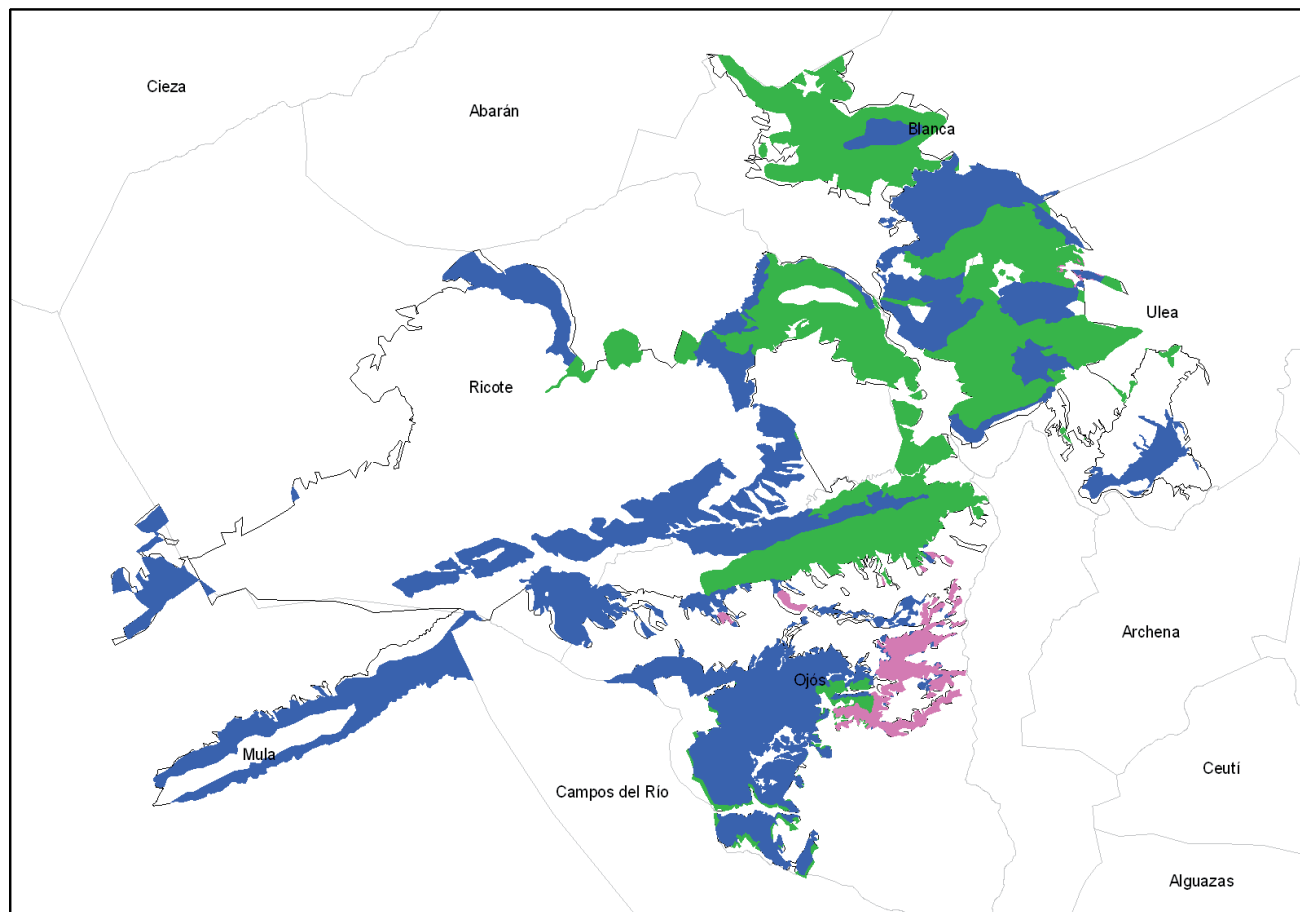 Cieza
Abarán
Blanca
Ulea
Ricote
Archena
Ojós
Mula
Ceutí
Campos del Río
Alguazas